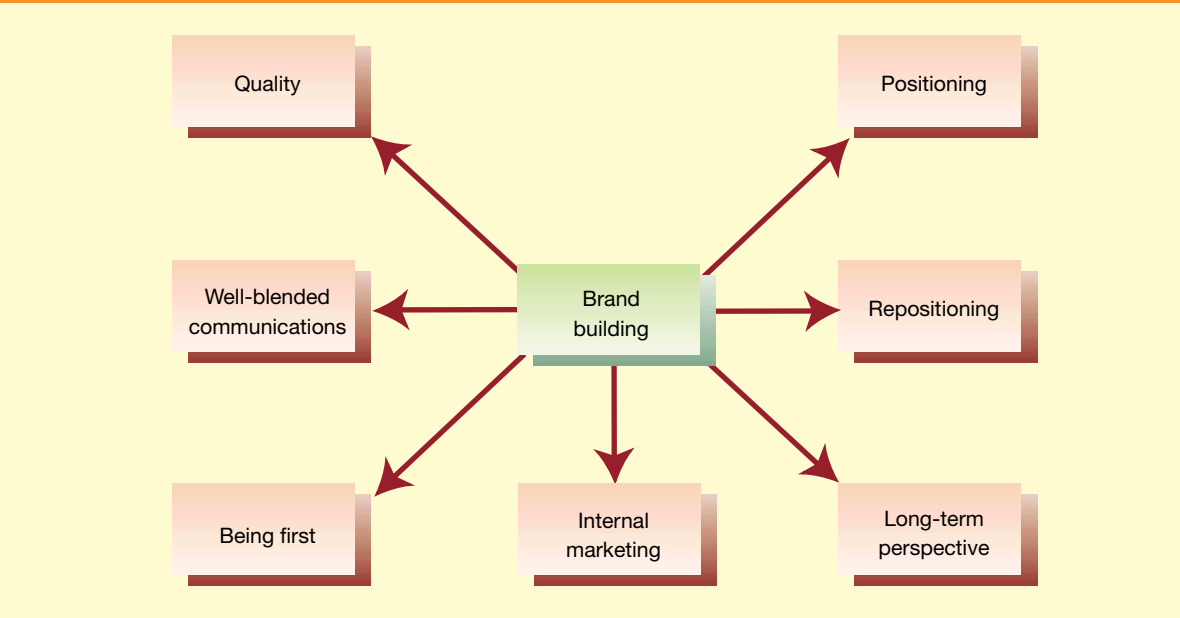 Quality
Positioning
Well-blended
communications
Brand
building
Repositioning
Being first
Internal
marketing
Long-term
perspective